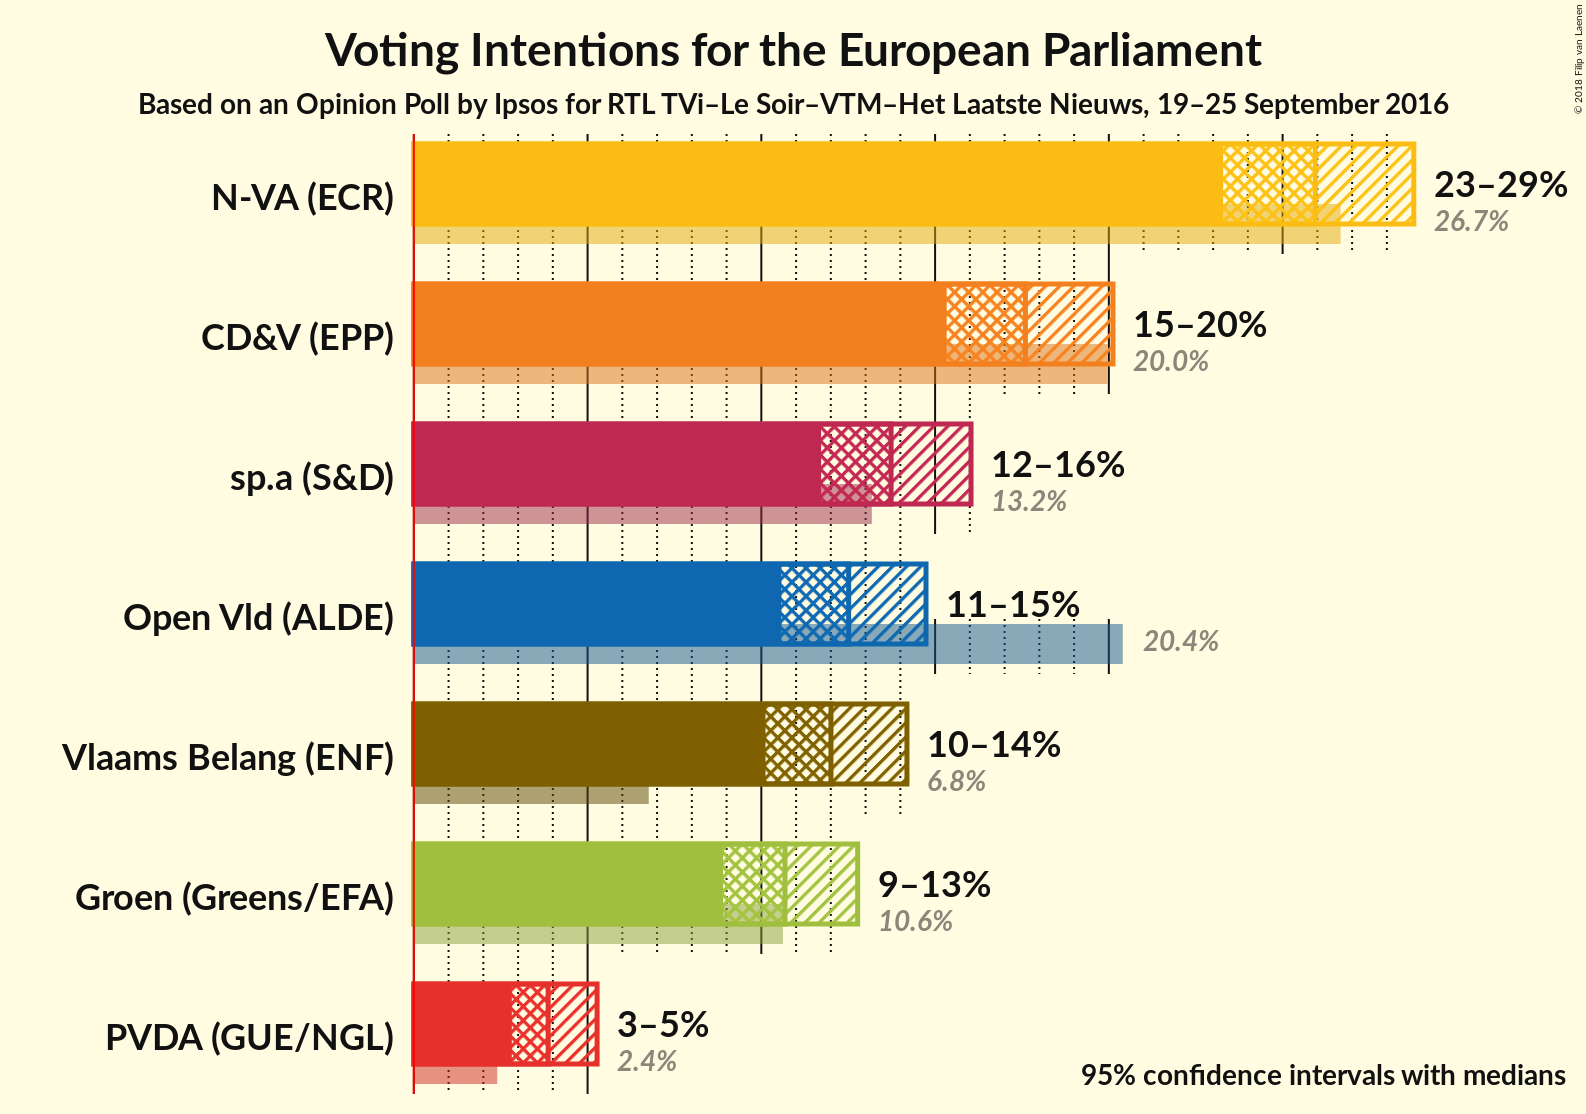 Voting Intentions for the European Parliament
Based on an Opinion Poll by Ipsos for RTL TVi–Le Soir–VTM–Het Laatste Nieuws, 19–25 September 2016
© 2018 Filip van Laenen
N-VA (ECR)
23–29%
26.7%
CD&V (EPP)
15–20%
20.0%
sp.a (S&D)
12–16%
13.2%
Open Vld (ALDE)
11–15%
20.4%
Vlaams Belang (ENF)
10–14%
6.8%
Groen (Greens/EFA)
9–13%
10.6%
PVDA (GUE/NGL)
3–5%
2.4%
95% confidence intervals with medians